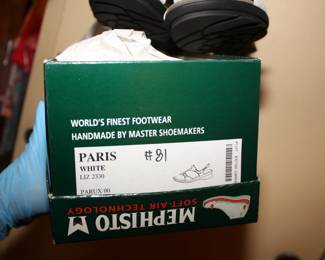 WORLD'S FINEST FOOTWEAR
HANDMADE BY MASTER SHOEMAKERS
PARIS #81
WHITE
LIZ 2330
PARUX 00
MEPHISTO M
SOFT-AIR TECHNOLOGY